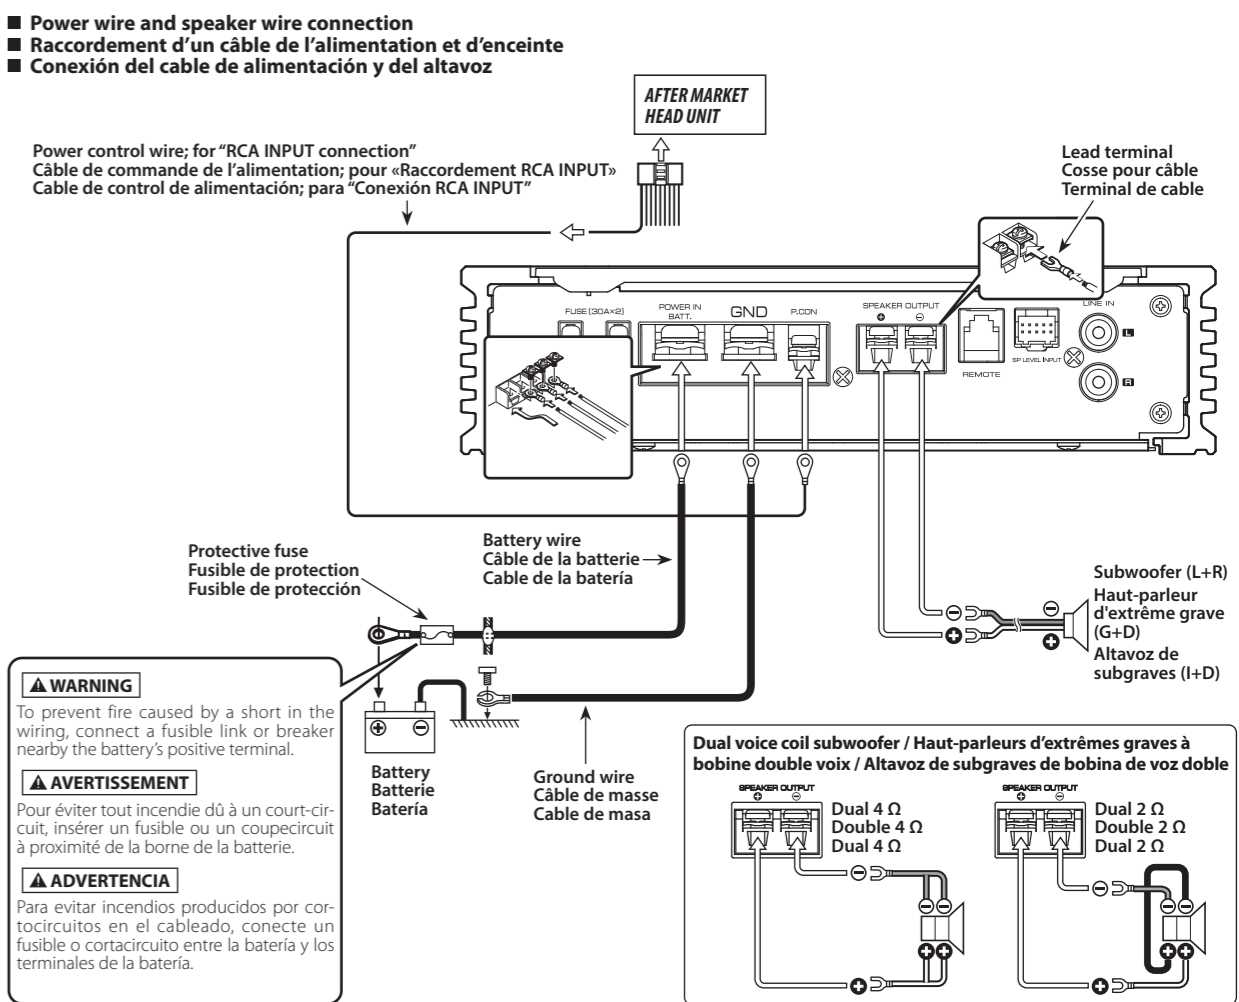 ■ Power wire and speaker wire connection
■ Raccordement d'un câble de l'alimentation et d'enceinte
■ Conexión del cable de alimentación y del altavoz
AFTER MARKET
HEAD UNIT
Power control wire; for "RCA INPUT connection"
Câble de commande de l'alimentation; pour «Raccordement RCA INPUT»
Cable de control de alimentación; para "Conexión RCA INPUT"
Lead terminal
Cosse pour câble
Terminal de cable
FUSE (30A×2)
POWER IN
BATT.
GND
P.CON
SPEAKER OUTPUT
REMOTE
SP LEVEL INPUT
LINE IN
L
R
Battery wire
Câble de la batterie
Cable de la batería
Protective fuse
Fusible de protection
Fusible de protección
Subwoofer (L+R)
Haut-parleur
d'extrême grave
(G+D)
Altavoz de
subgraves (I+D)
WARNING
To prevent fire caused by a short in the
wiring, connect a fusible link or breaker
nearby the battery's positive terminal.
AVERTISSEMENT
Pour éviter tout incendie dû à un court-cir-
cuit, insérer un fusible ou un coupecircuit
à proximité de la borne de la batterie.
ADVERTENCIA
Para evitar incendios producidos por cor-
tocircuitos en el cableado, conecte un
fusible o cortacircuito entre la batería y los
terminales de la batería.
Battery
Batterie
Batería
Ground wire
Câble de masse
Cable de masa
Dual voice coil subwoofer / Haut-parleurs d'extrêmes graves à
bobine double voix / Altavoz de subgraves de bobina de voz doble
SPEAKER OUTPUT
Dual 4 Ω
Double 4 Ω
Dual 4 Ω
SPEAKER OUTPUT
Dual 2 Ω
Double 2 Ω
Dual 2 Ω